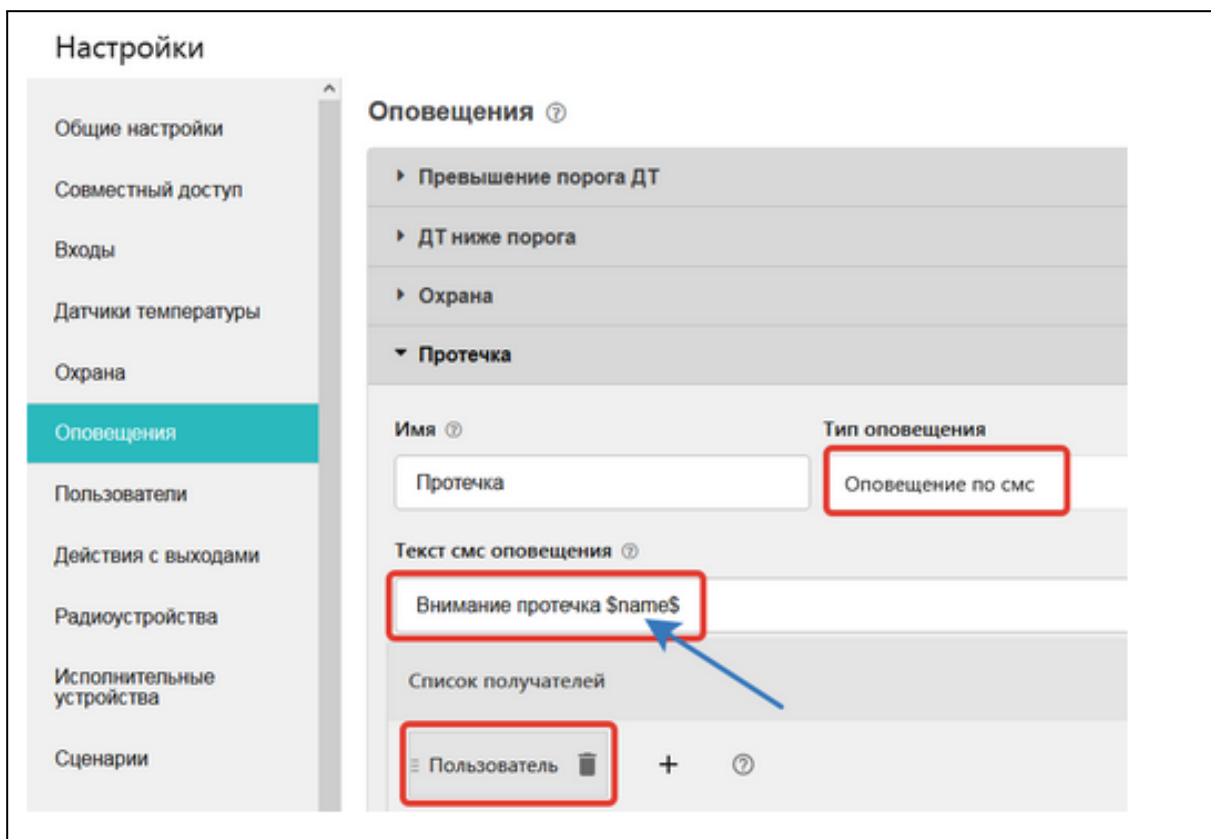 Настройки
Общие настройки
Совместный доступ
Входы
Датчики температуры
Охрана
Оповещения
Пользователи
Действия с выходами
Радиоустройства
Исполнительные
устройства
Сценарии
Оповещения
Превышение порога ДТ
ДТ ниже порога
Охрана
Протечка
Имя
Тип оповещения
Протечка
Оповещение по смс
Текст смс оповещения
Внимание протечка $name$
Список получателей
Пользователь